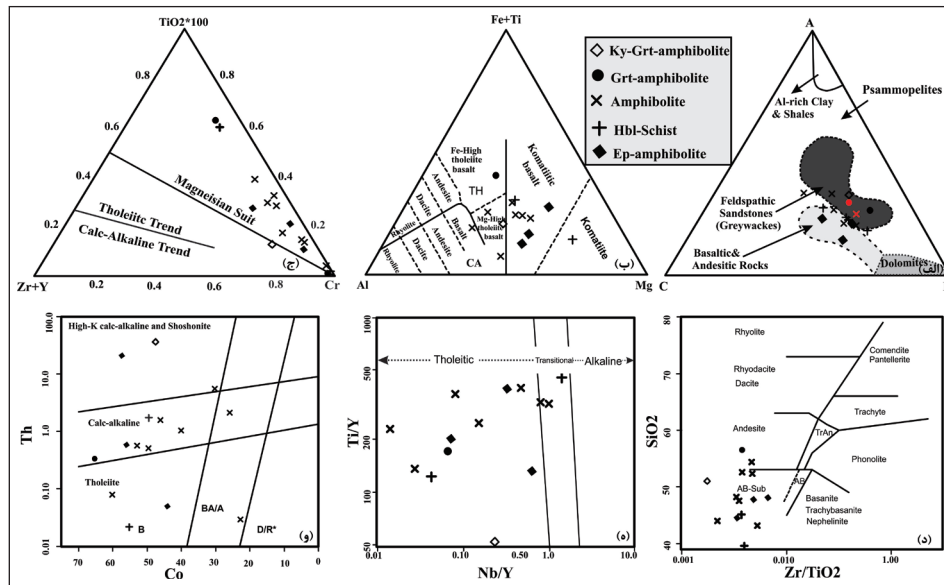 TiO2*100
0.8
0.8
0.6
0.6
0.4
0.4
Magnesian Suit
0.2
0.2
Tholeiitc Trend
Calc-Alkaline Trend
(ج)
Zr+Y
0.2
0.4
0.6
0.8
Cr
Fe+Ti
Fe-High
tholeiite
basalt
Komatiitic
basalt
TH
Andesite
Dacite
Rhyolite
Basalt
Mg-High
tholeiite
basalt
Andesite
Dacite
Rhyolite
CA
Komatiite
(ب)
Al
Mg
Ky-Grt-amphibolite
Grt-amphibolite
Amphibolite
Hbl-Schist
Ep-amphibolite
A
Al-rich Clay
& Shales
Psammopelites
Feldspathic
Sandstones
(Greywackes)
Basaltic&
Andesitic Rocks
Dolomites
(الف)
C
High-K calc-alkaline and Shoshonite
Calc-alkaline
Tholeiite
B
BA/A
D/R*
(و)
Th
100.0
10.0
1.0
0.10
0.01
70
60
50
40
30
20
10
0
Co
Tholeitic
Transitional
Alkaline
Ti/Y
1000
500
100
50
0.01
0.10
0.50
1.0
10.0
(ه)
Nb/Y
SiO2
80
70
60
50
40
Rhyolite
Comendite
Pantellerite
Rhyodacite
Dacite
Trachyte
Andesite
TrAn
Phonolite
AB-Sub
AB
Basanite
Trachybasanite
Nephelinite
(د)
0.001
0.010
0.10
1.0
Zr/TiO2